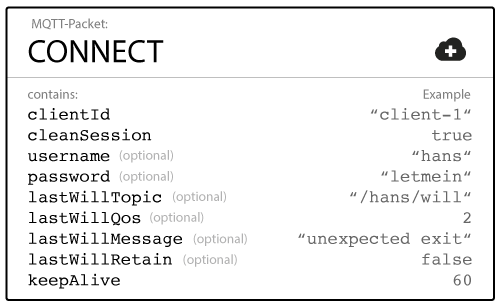 MQTT-Packet:
CONNECT
contains: Example
clientId “client-1“
cleanSession true
username (optional) “hans“
password (optional) “letmein“
lastWillTopic (optional) “/hans/will“
lastWillQos (optional) 2
lastWillMessage (optional) “unexpected exit“
lastWillRetain (optional) false
keepAlive 60